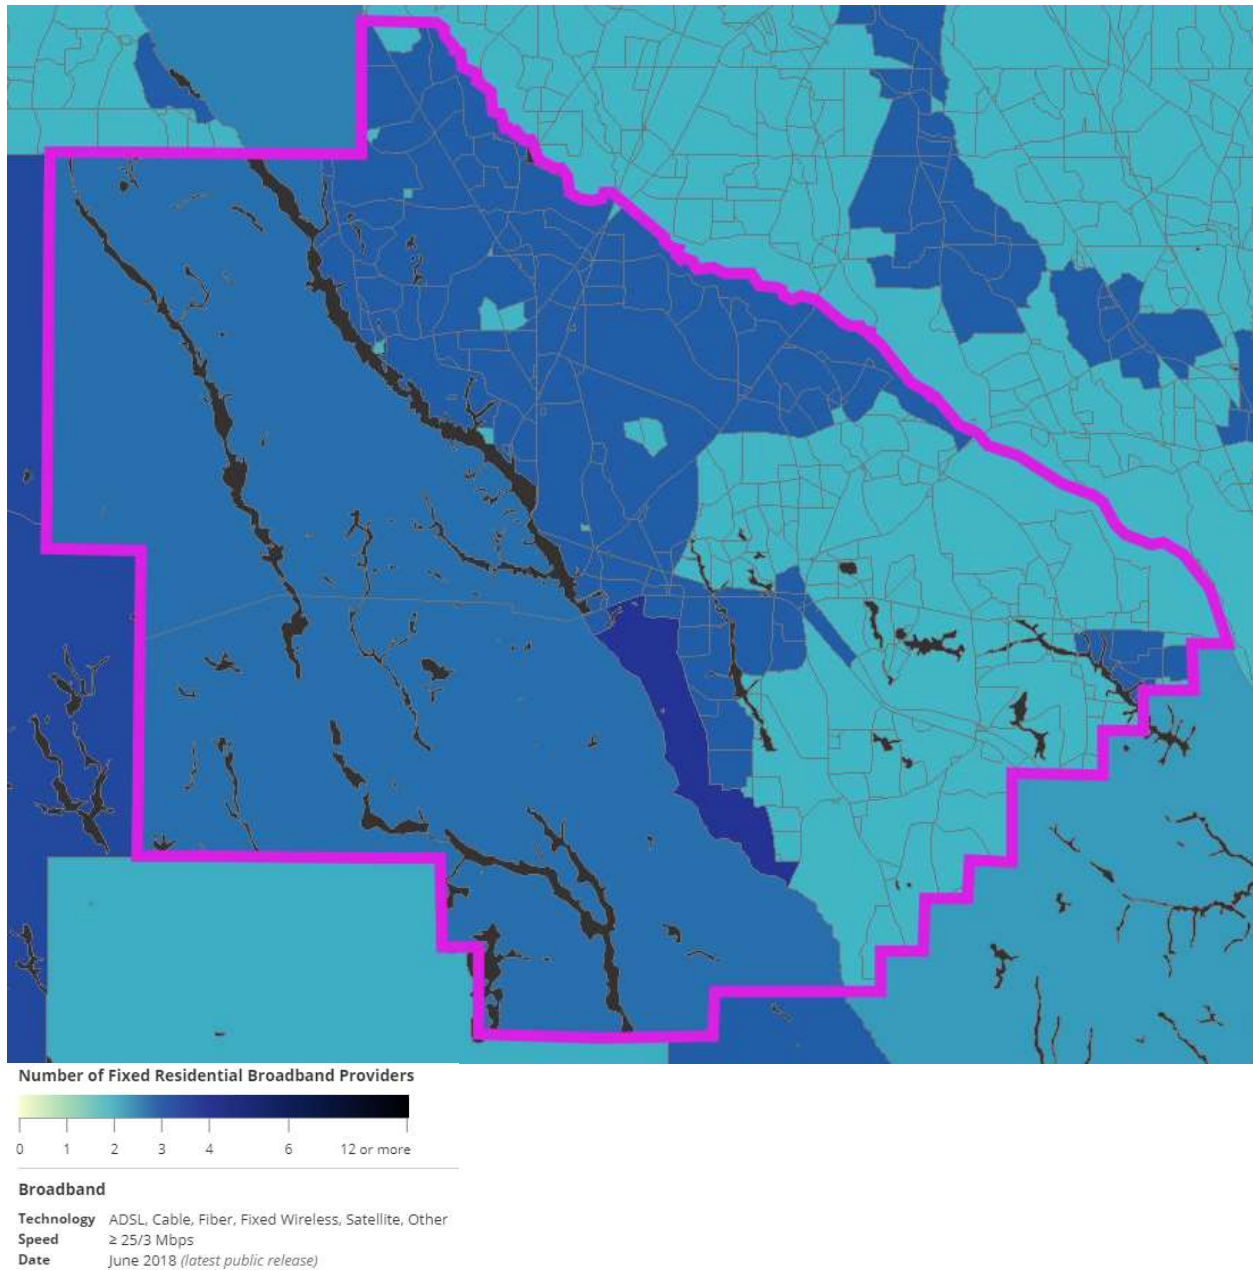 Number of Fixed Residential Broadband Providers
0 1 2 3 4 6 12 or more
Broadband
Technology ADSL, Cable, Fiber, Fixed Wireless, Satellite, Other
Speed ≥ 25/3 Mbps
Date June 2018 (latest public release)